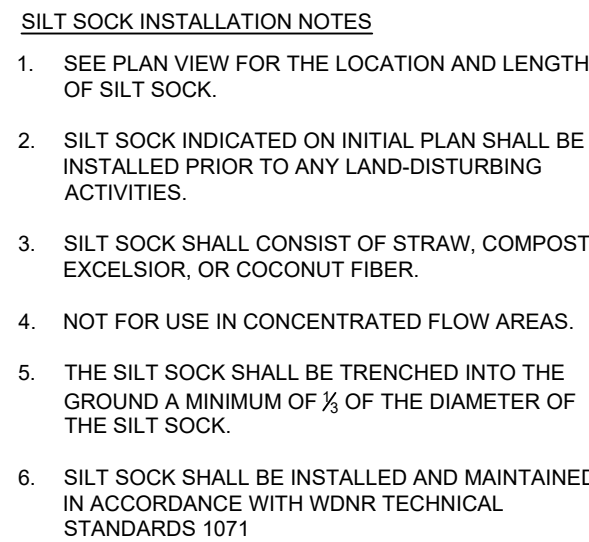 SILT SOCK INSTALLATION NOTES
1. SEE PLAN VIEW FOR THE LOCATION AND LENGTH
OF SILT SOCK.
2. SILT SOCK INDICATED ON INITIAL PLAN SHALL BE
INSTALLED PRIOR TO ANY LAND-DISTURBING
ACTIVITIES.
3. SILT SOCK SHALL CONSIST OF STRAW, COMPOST
EXCELSIOR, OR COCONUT FIBER.
4. NOT FOR USE IN CONCENTRATED FLOW AREAS.
5. THE SILT SOCK SHALL BE TRENCHED INTO THE
GROUND A MINIMUM OF ⅓ OF THE DIAMETER OF
THE SILT SOCK.
6. SILT SOCK SHALL BE INSTALLED AND MAINTAINED
IN ACCORDANCE WITH WDNR TECHNICAL
STANDARDS 1071